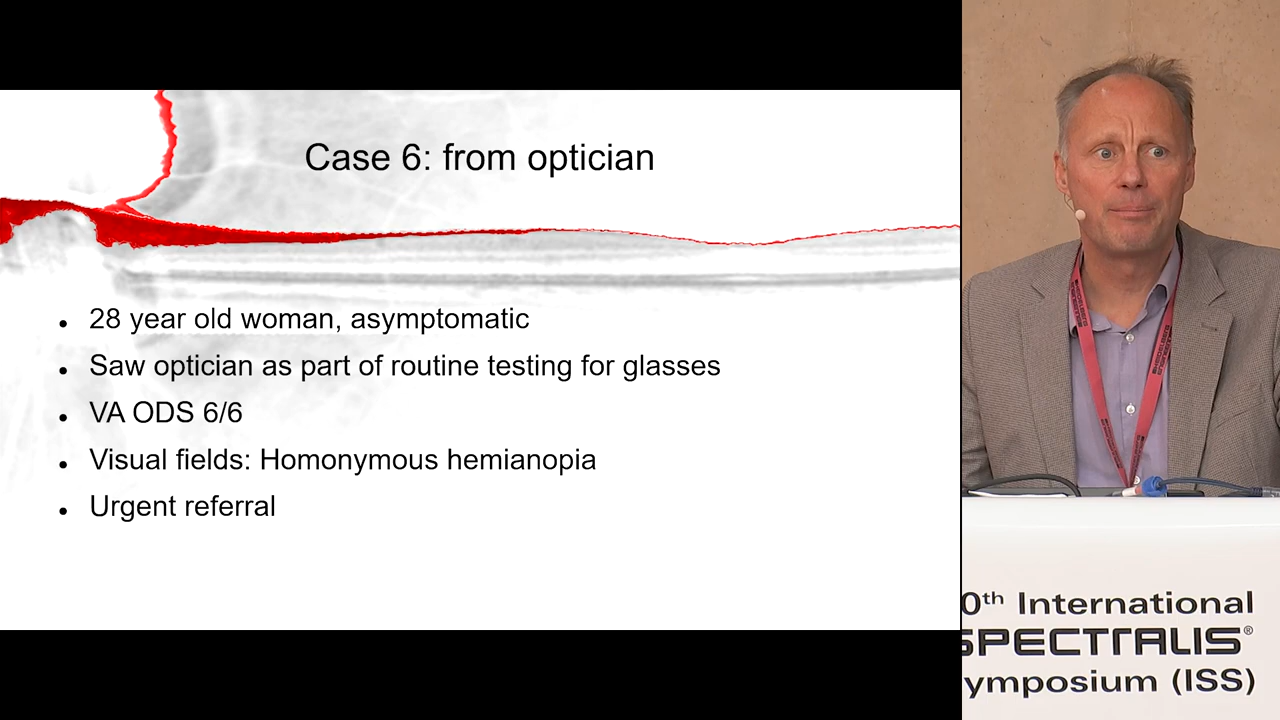 Case 6: from optician
• 28 year old woman, asymptomatic
• Saw optician as part of routine testing for glasses
• VA ODS 6/6
• Visual fields: Homonymous hemianopia
• Urgent referral
0th International
SPECTRALIS®
ymposium (ISS)